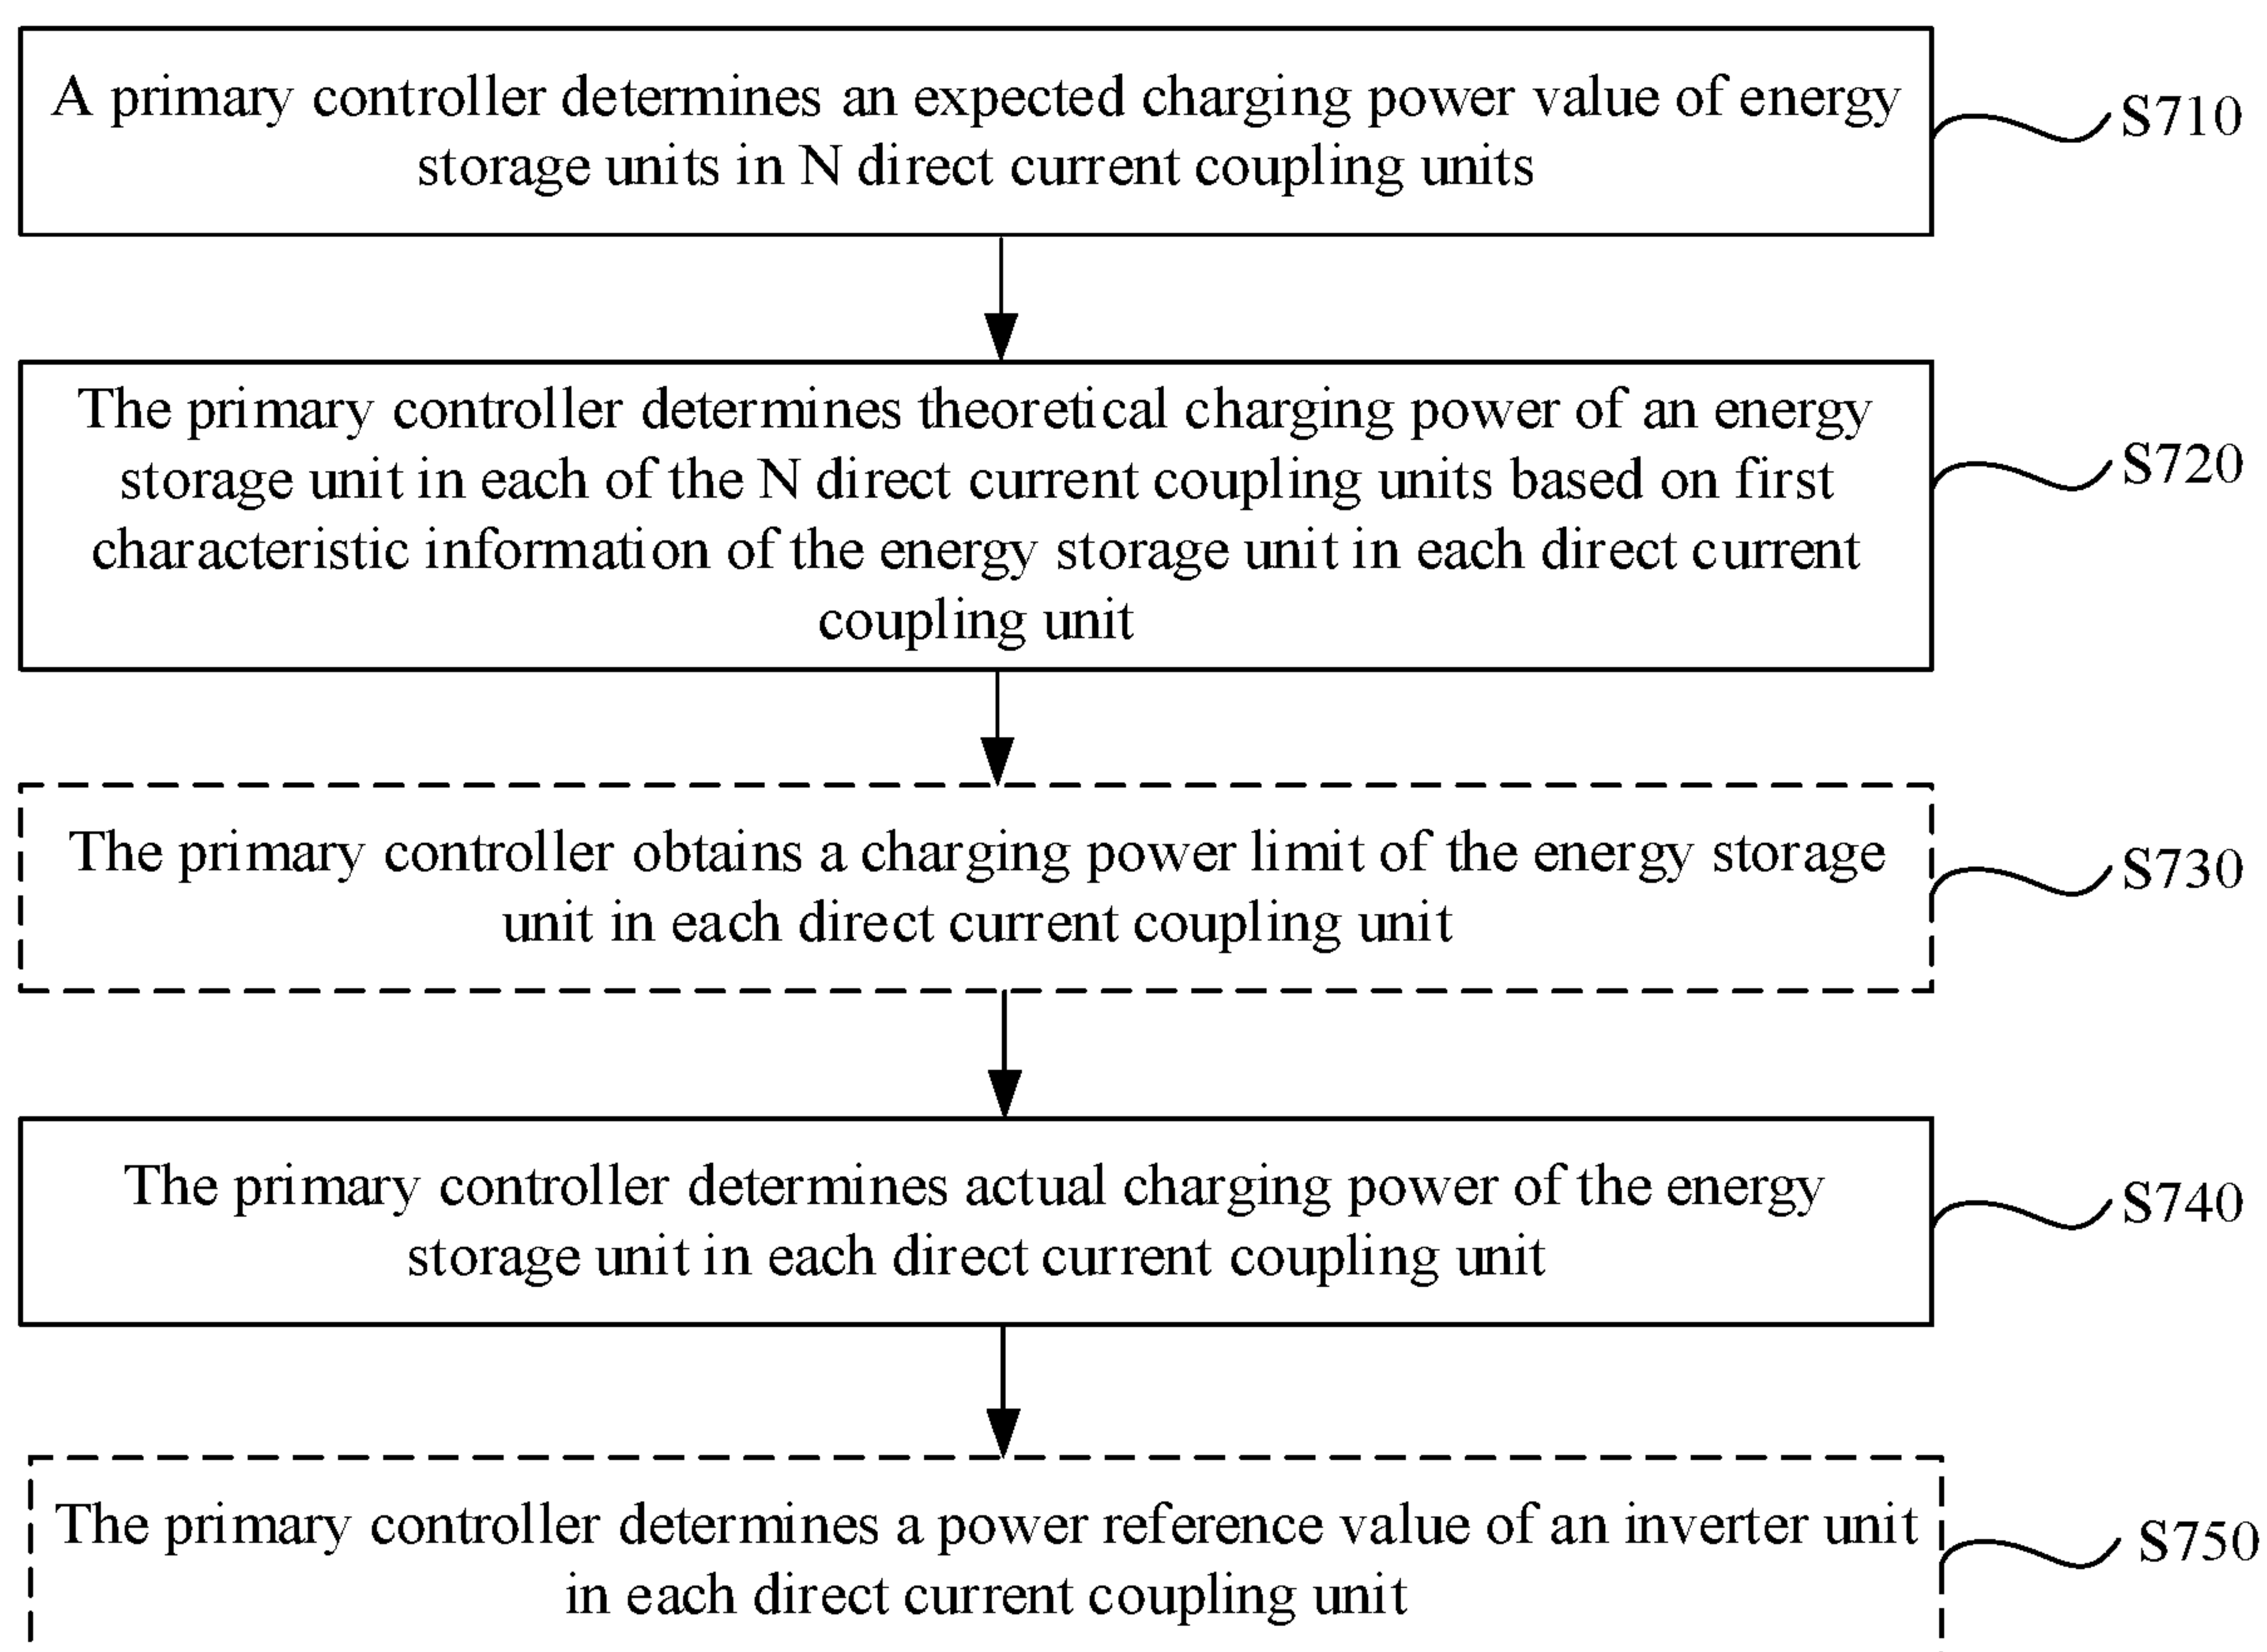 A primary controller determines an expected charging power value of energy
storage units in N direct current coupling units
S710
The primary controller determines theoretical charging power of an energy
storage unit in each of the N direct current coupling units based on first
characteristic information of the energy storage unit in each direct current
coupling unit
S720
The primary controller obtains a charging power limit of the energy storage
unit in each direct current coupling unit
S730
The primary controller determines actual charging power of the energy
storage unit in each direct current coupling unit
S740
The primary controller determines a power reference value of an inverter unit
in each direct current coupling unit
S750